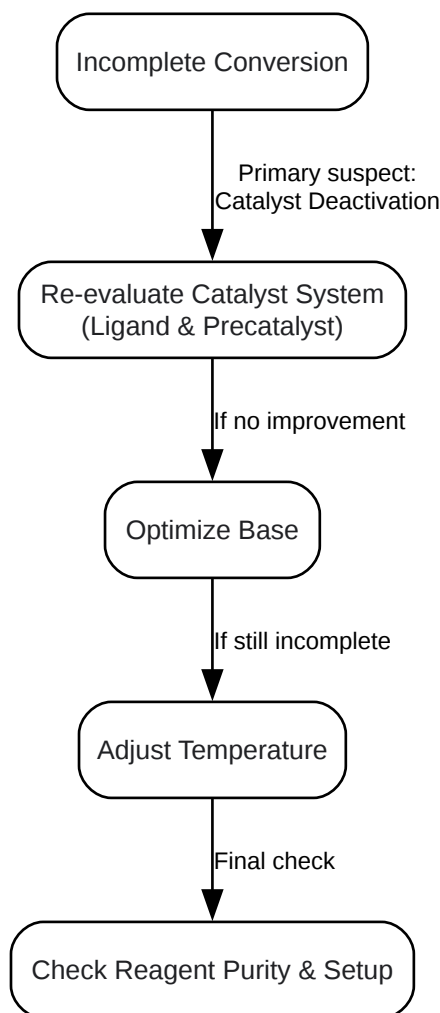 Incomplete Conversion
Primary suspect:
Catalyst Deactivation
Re-evaluate Catalyst System
(Ligand & Precatalyst)
If no improvement
Optimize Base
If still incomplete
Adjust Temperature
Final check
Check Reagent Purity & Setup